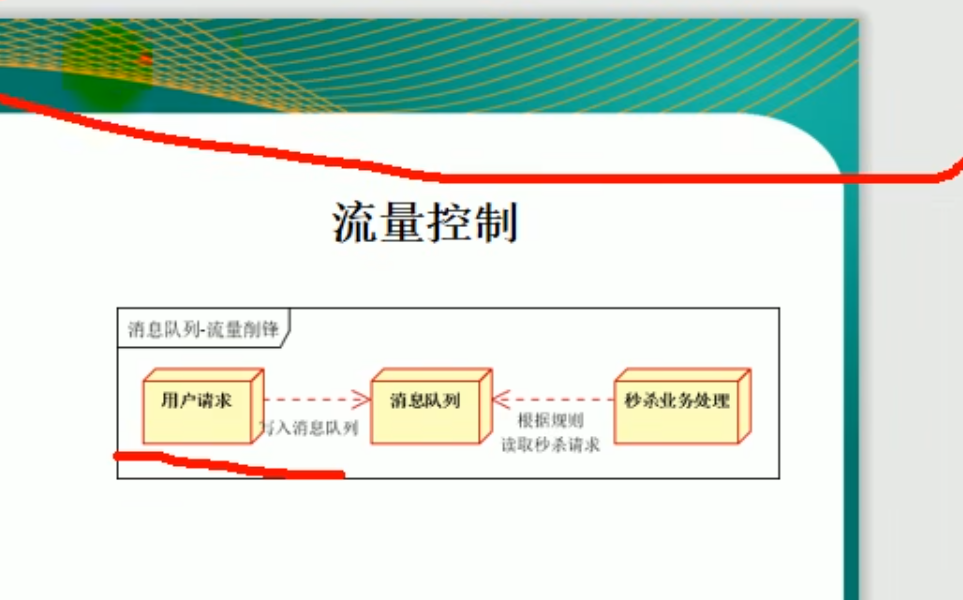 流量控制
消息队列-流量削锋
用户请求
消息队列
秒杀业务处理
写入消息队列
根据规则
读取秒杀请求